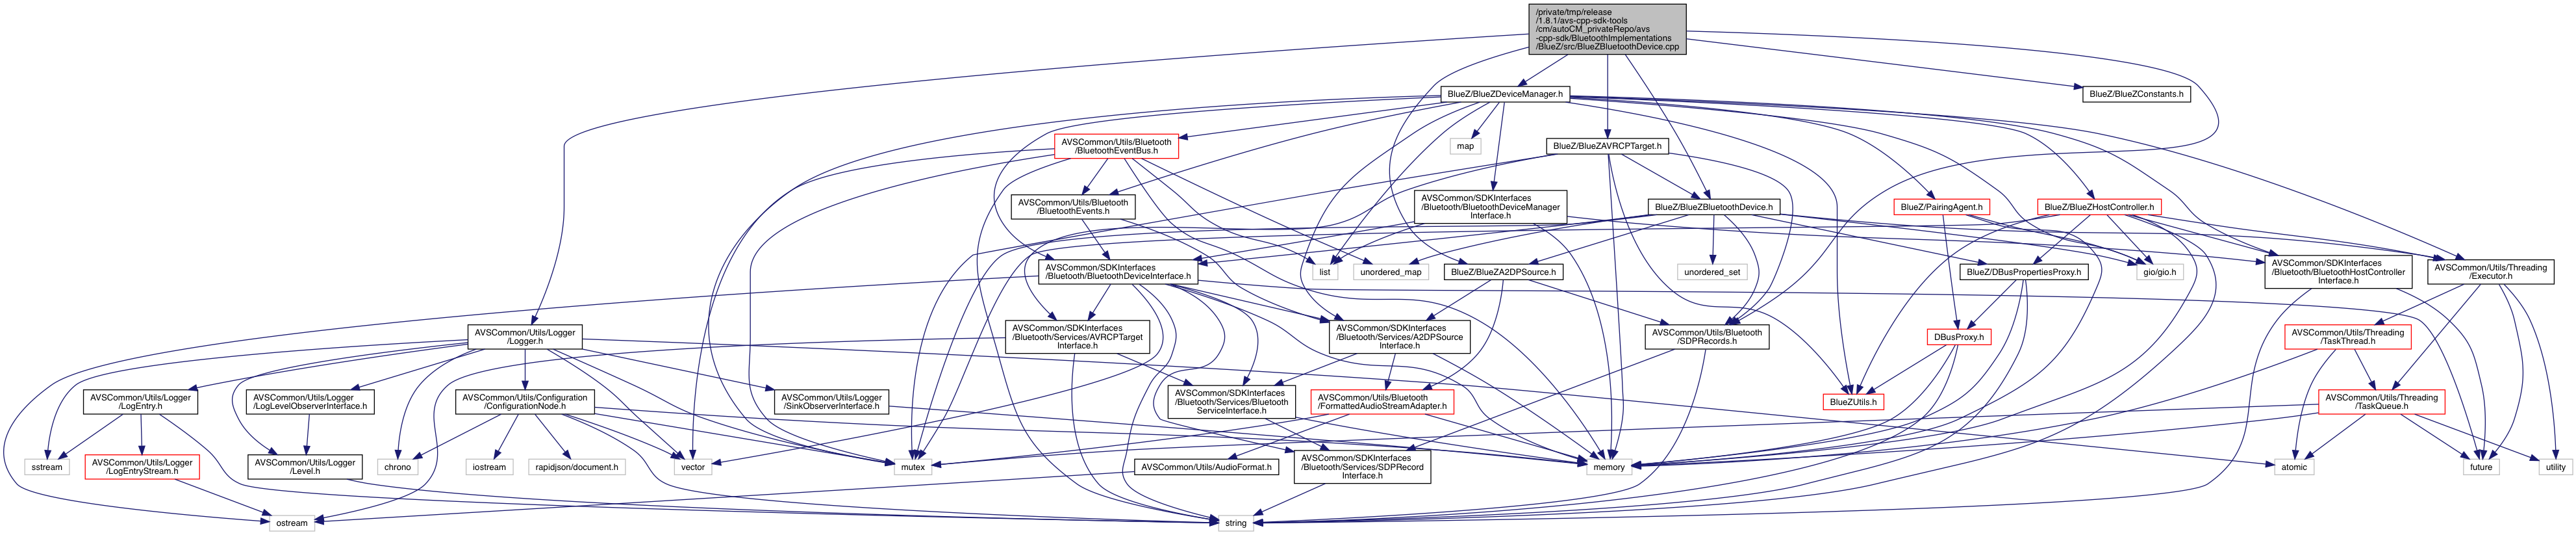 /private/tmp/release
/1.8.1/avs-cpp-sdk-tools
/cm/autoCM_privateRepo/avs
-cpp-sdk/BluetoothImplementations
/BlueZ/src/BlueZBluetoothDevice.cpp
BlueZ/BlueZDeviceManager.h
BlueZ/BlueZConstants.h
AVSCommon/Utils/Bluetooth
/BluetoothEventBus.h
map
BlueZ/BlueZAVRCPTarget.h
AVSCommon/Utils/Bluetooth
/BluetoothEvents.h
AVSCommon/SDKInterfaces
/Bluetooth/BluetoothDeviceManager
Interface.h
BlueZ/BlueZBluetoothDevice.h
BlueZ/PairingAgent.h
BlueZ/BlueZHostController.h
AVSCommon/SDKInterfaces
/Bluetooth/BluetoothDeviceInterface.h
list
unordered_map
BlueZ/BlueZA2DPSource.h
unordered_set
BlueZ/DBusPropertiesProxy.h
gio/gio.h
AVSCommon/SDKInterfaces
/Bluetooth/BluetoothHostController
Interface.h
AVSCommon/Utils/Threading
/Executor.h
AVSCommon/Utils/Logger
/Logger.h
AVSCommon/SDKInterfaces
/Bluetooth/Services/AVRCPTarget
Interface.h
AVSCommon/SDKInterfaces
/Bluetooth/Services/A2DPSource
Interface.h
AVSCommon/Utils/Bluetooth
/SDPRecords.h
DBusProxy.h
AVSCommon/Utils/Threading
/TaskThread.h
AVSCommon/Utils/Logger
/LogEntry.h
AVSCommon/Utils/Logger
/LogLevelObserverInterface.h
AVSCommon/Utils/Configuration
/ConfigurationNode.h
AVSCommon/Utils/Logger
/SinkObserverInterface.h
AVSCommon/SDKInterfaces
/Bluetooth/Services/Bluetooth
ServiceInterface.h
AVSCommon/Utils/Bluetooth
/FormattedAudioStreamAdapter.h
BlueZUtils.h
AVSCommon/Utils/Threading
/TaskQueue.h
sstream
AVSCommon/Utils/Logger
/LogEntryStream.h
AVSCommon/Utils/Logger
/Level.h
chrono
iostream
rapidjson/document.h
vector
mutex
AVSCommon/Utils/AudioFormat.h
AVSCommon/SDKInterfaces
/Bluetooth/Services/SDPRecord
Interface.h
memory
atomic
future
utility
ostream
string